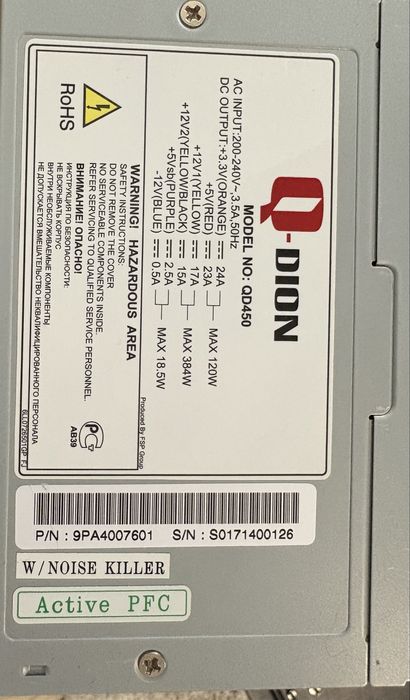 Q-DION
MODEL NO: QD450
AC INPUT:200-240V~,3.5A,50Hz
DC OUTPUT:+3.3V(ORANGE) 24A
+5V(RED) 23A
MAX 120W
+12V1(YELLOW) 17A
+12V2(YELLOW/BLACK) 15A
MAX 384W
+5Vsb(PURPLE) 2.5A
-12V(BLUE) 0.5A
MAX 18.5W
Produced By FSP Group
WARNING! HAZARDOUS AREA
SAFETY INSTRUCTIONS:
DO NOT REMOVE THE COVER
NO SERVICEABLE COMPONENTS INSIDE
REFER SERVICING TO QUALIFIED SERVICE PERSONNEL.
ВНИМАНИЕ! ОПАСНО!
ИНСТРУКЦИЯ ПО БЕЗОПАСНОСТИ:
НЕ ВСКРЫВАТЬ КОРПУС
ВНУТРИ НЕОБСЛУЖИВАЕМЫЕ КОМПОНЕНТЫ
НЕ ДОПУСКАЕТСЯ ВМЕШАТЕЛЬСТВО НЕКВАЛИФИЦИРОВАННОГО ПЕРСОНАЛА
RoHS
АВ39
P/N : 9PA4007601 S/N : S0171400126
W/NOISE KILLER
Active PFC